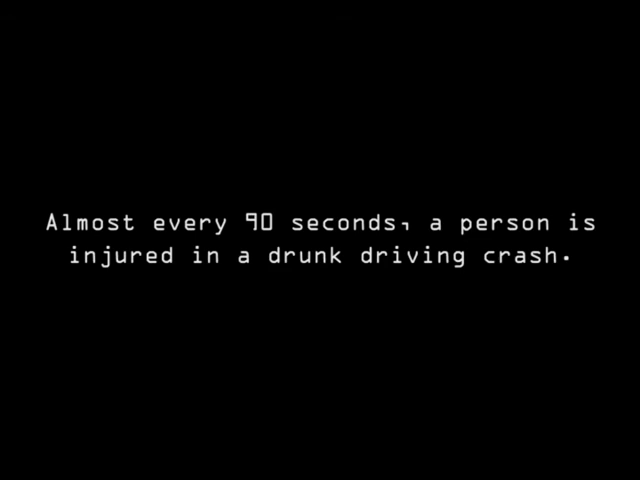 Almost every 90 seconds, a person is
injured in a drunk driving crash.